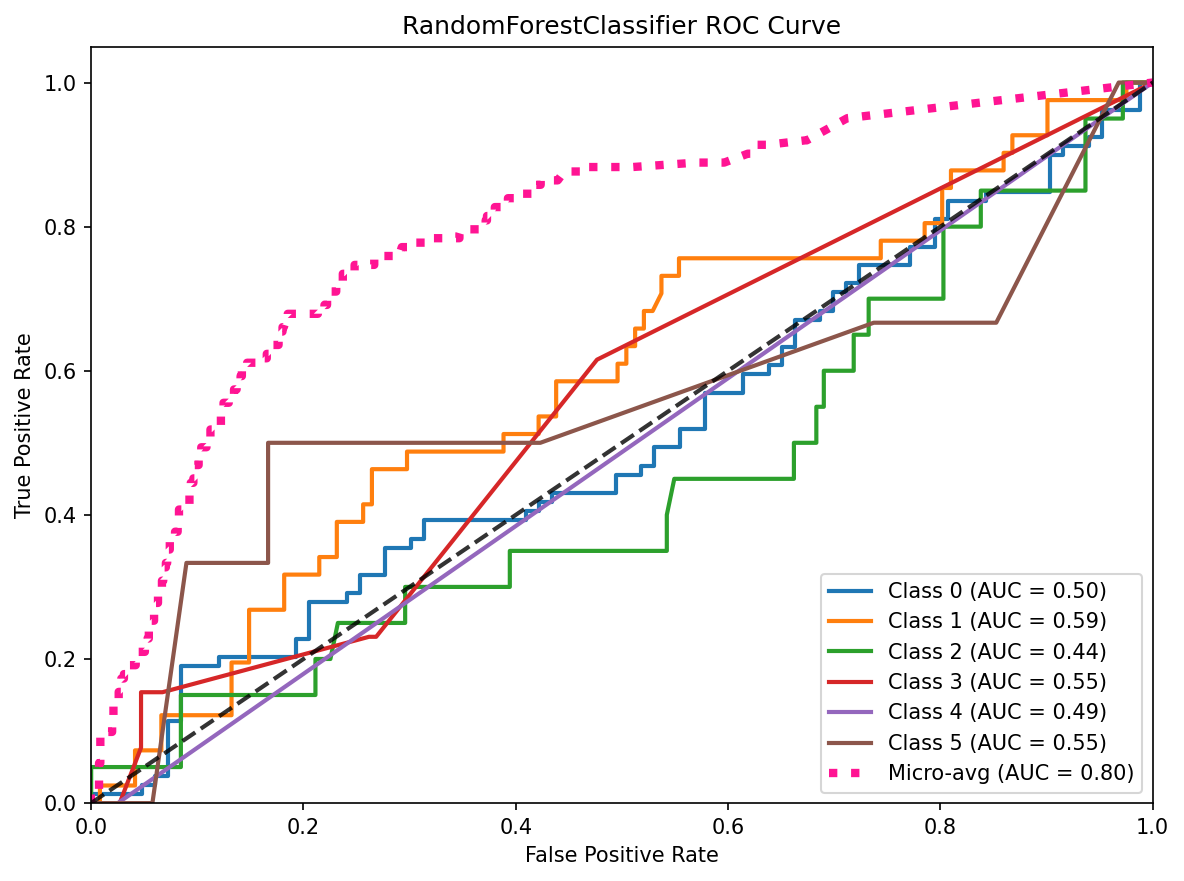 RandomForestClassifier ROC Curve
True Positive Rate
1.0
0.8
0.6
0.4
0.2
0.0
Class 0 (AUC = 0.50)
Class 1 (AUC = 0.59)
Class 2 (AUC = 0.44)
Class 3 (AUC = 0.55)
Class 4 (AUC = 0.49)
Class 5 (AUC = 0.55)
Micro-avg (AUC = 0.80)
0.0 0.2 0.4 0.6 0.8 1.0
False Positive Rate